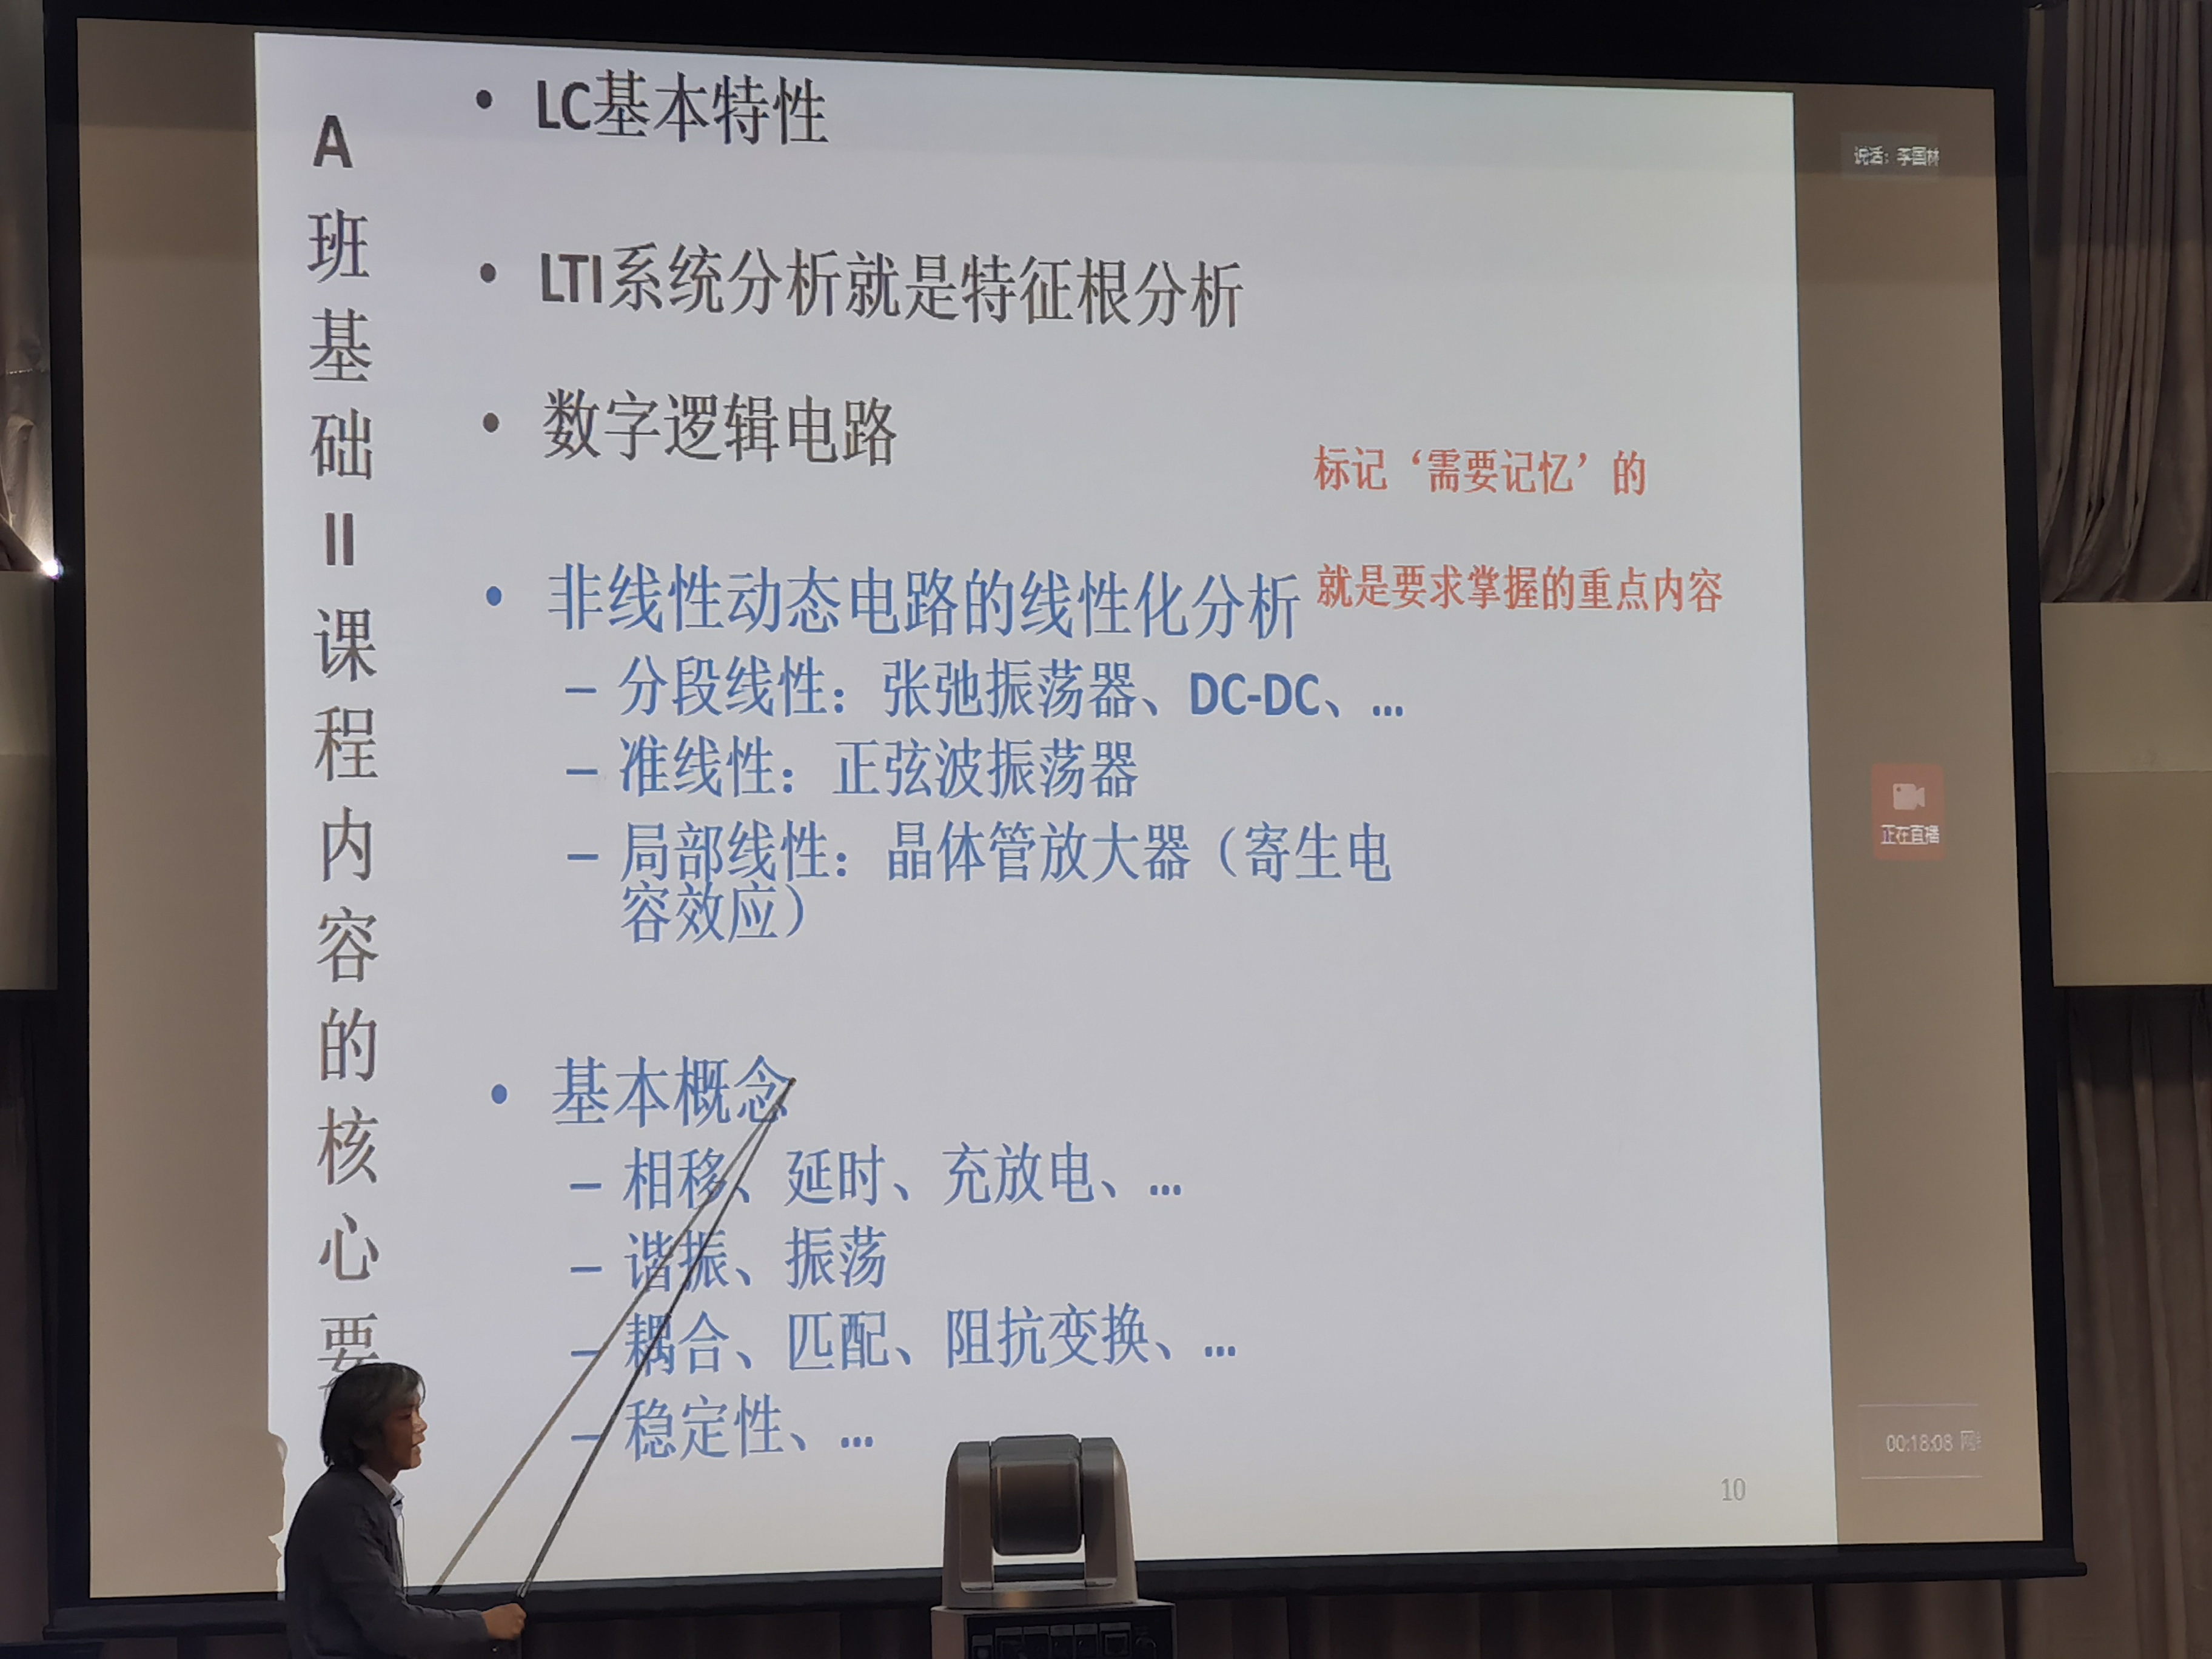 A班基础II课程内容的核心要
• LC基本特性
• LTI系统分析就是特征根分析
• 数字逻辑电路
标记‘需要记忆’的
就是要求掌握的重点内容
• 非线性动态电路的线性化分析
– 分段线性：张弛振荡器、DC-DC、...
– 准线性：正弦波振荡器
– 局部线性：晶体管放大器（寄生电
容效应）
• 基本概念
– 相移、延时、充放电、...
– 谐振、振荡
– 耦合、匹配、阻抗变换、...
– 稳定性、...
10
说话：李国林
正在直播
00:18:03